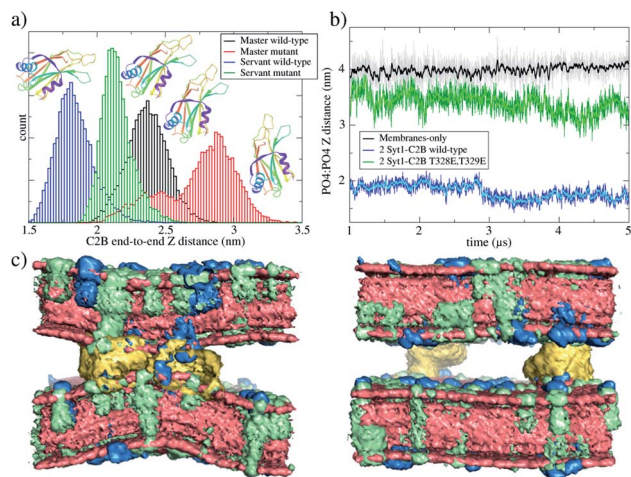 a)
Master wild-type
Master mutant
Servant wild-type
Servant mutant
count
1.5 2.0 2.5 3.0 3.5
C2B end-to-end Z distance (nm)
b)
PO4:PO4 Z distance (nm)
4
3
2
Membranes-only
2 Syt1-C2B wild-type
2 Syt1-C2B T328E,T329E
1 2 3 4 5
time (µs)
c)